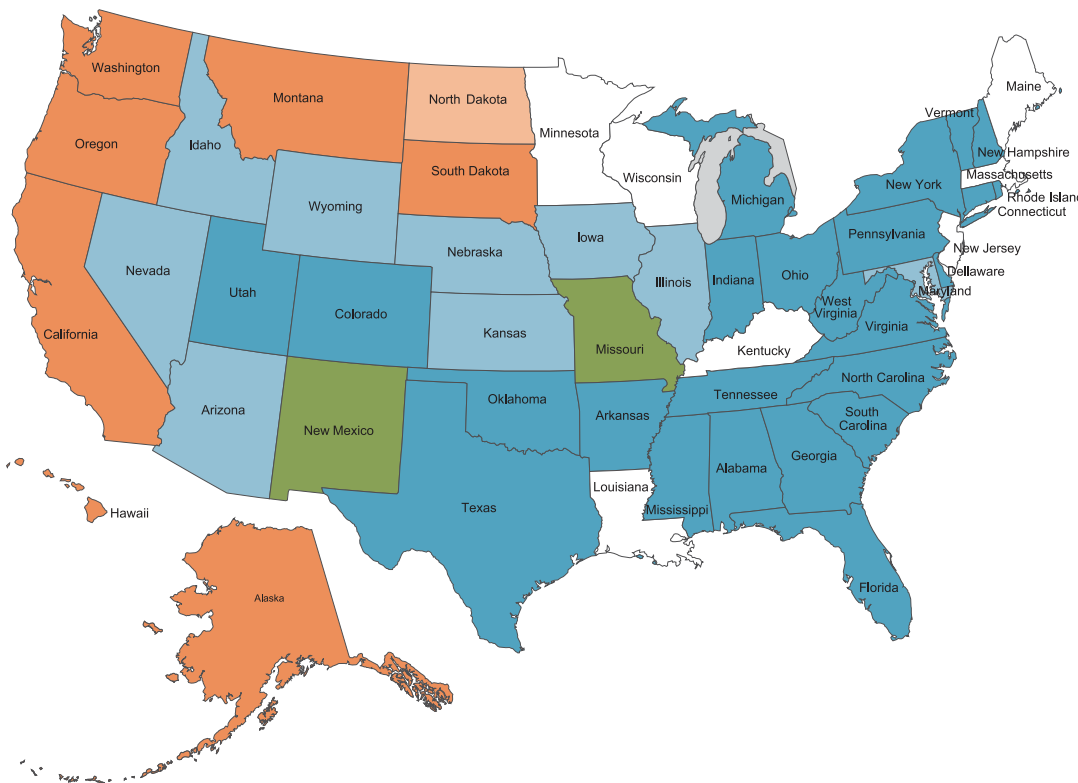 Washington
Montana
North Dakota
Minnesota
Maine
Vermont
Oregon
Idaho
South Dakota
Wisconsin
New Hampshire
Massachusetts
New York
Michigan
Rhode Island
Connecticut
Wyoming
Pennsylvania
Iowa
New Jersey
Nebraska
Nevada
Ohio
Dellaware
Illinois
Indiana
Maryland
Utah
West
Virginia
Colorado
Virginia
California
Kansas
Missouri
Kentucky
North Carolina
Tennessee
Oklahoma
Arizona
Arkansas
South
Carolina
New Mexico
Georgia
Alabama
Louisiana
Texas
Mississippi
Hawaii
Florida
Alaska